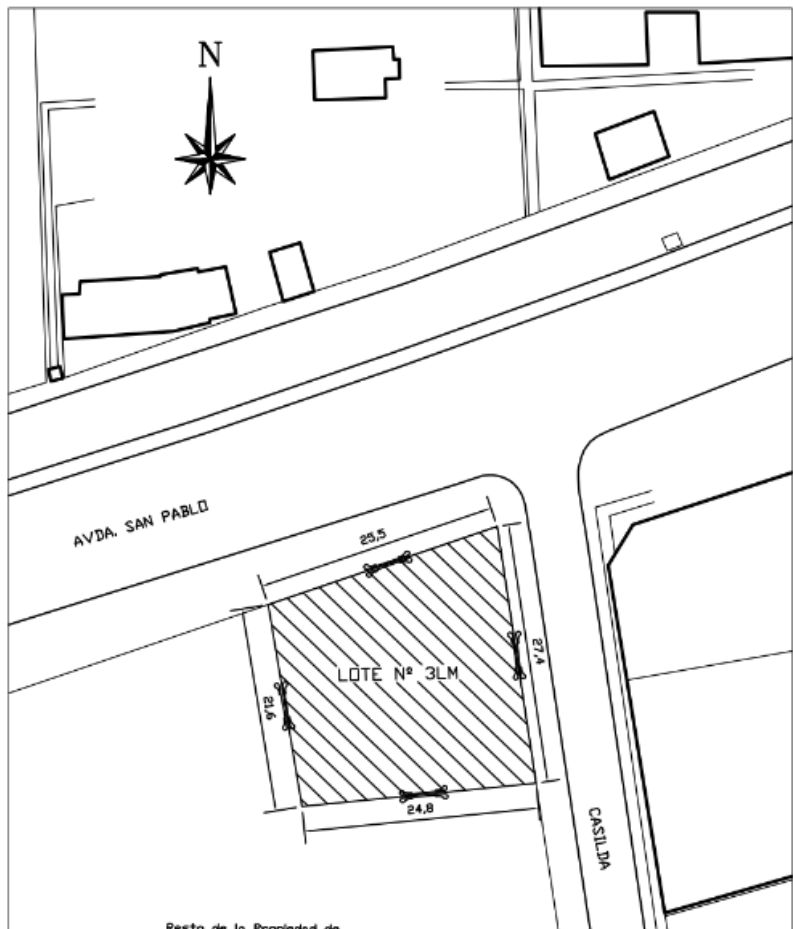 N
AVDA. SAN PABLO
25,5
27,4
LOTE Nº 3LM
21,6
24,8
CASILDA
Resto de la Propiedad de